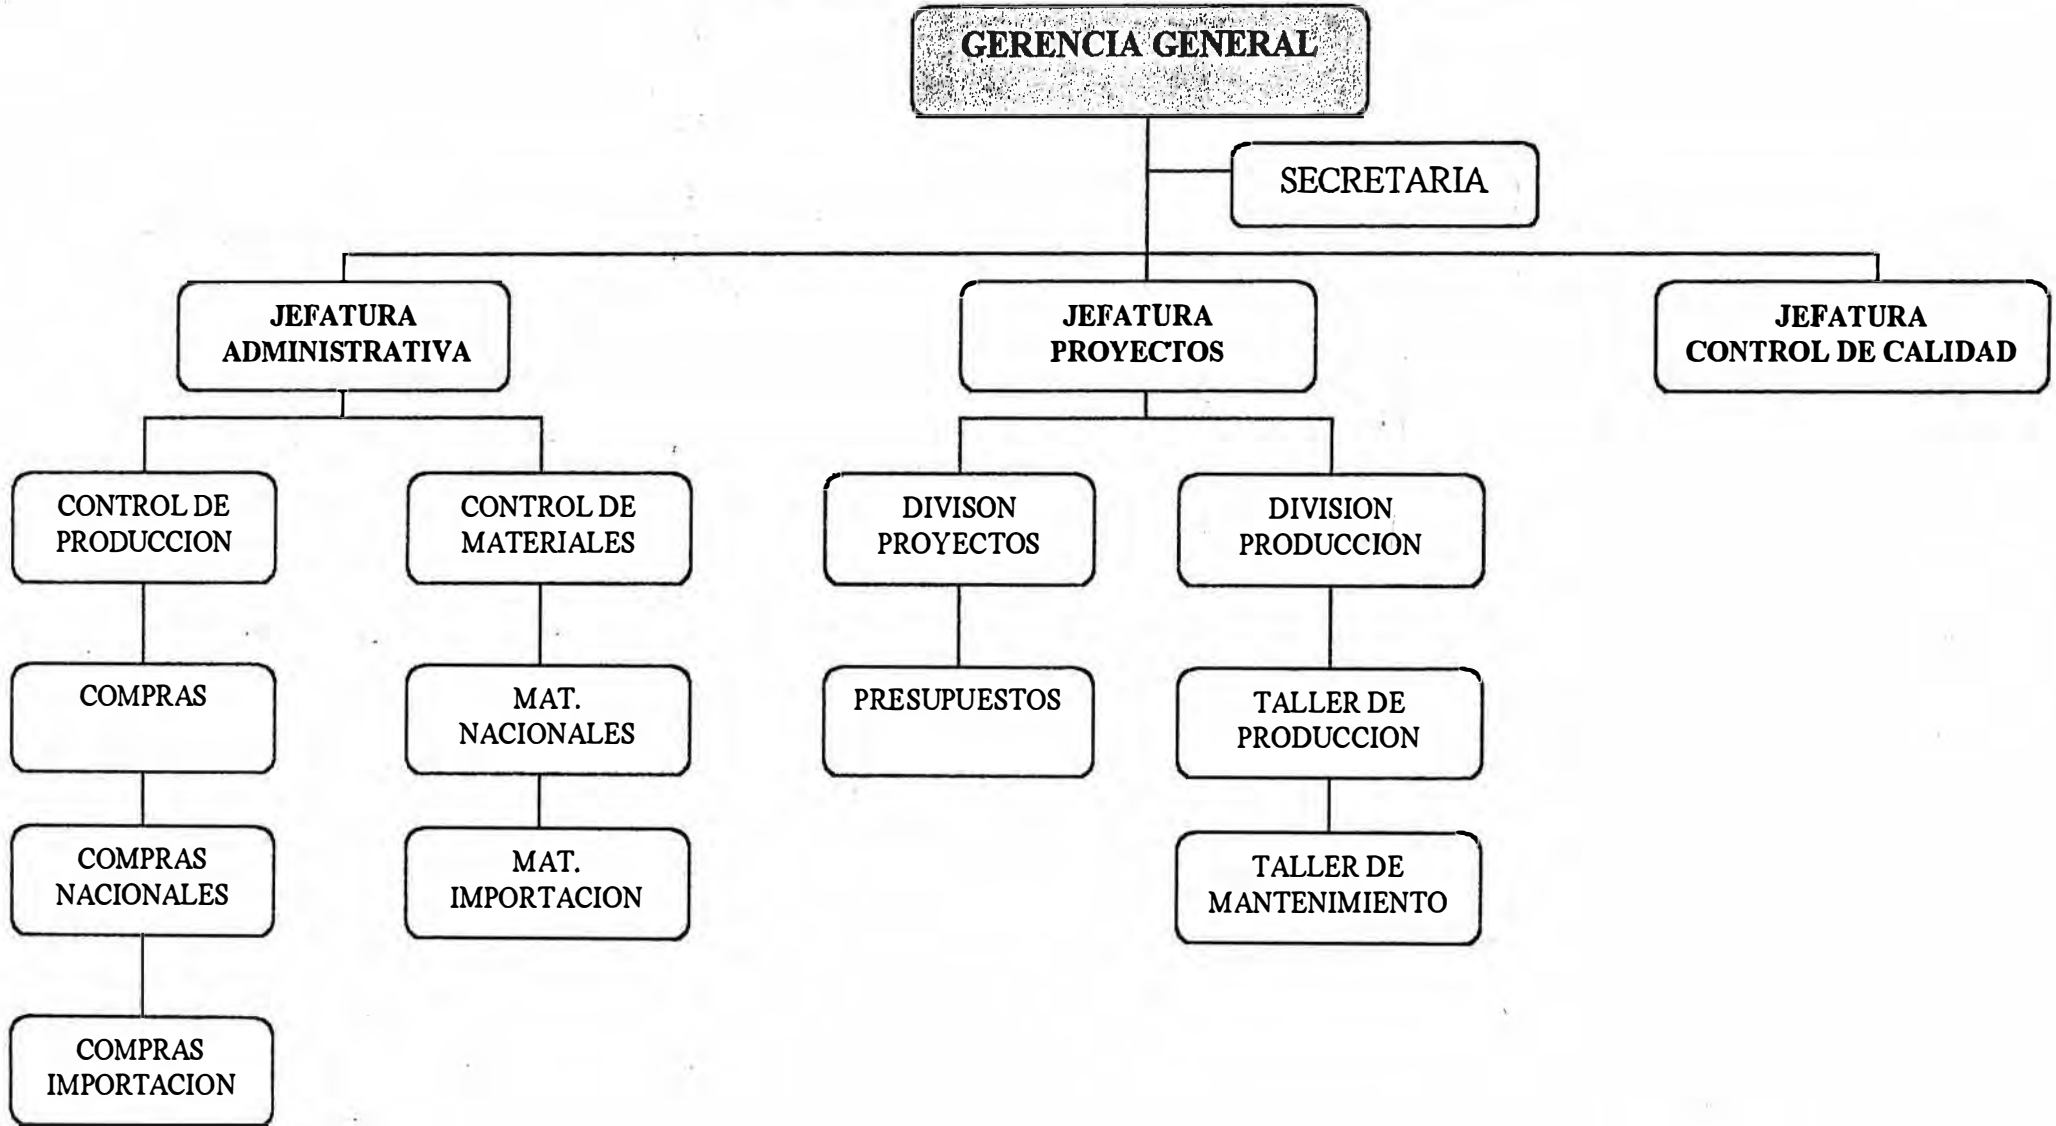 GERENCIA GENERAL
SECRETARIA
JEFATURA
ADMINISTRATIVA
JEFATURA
PROYECTOS
JEFATURA
CONTROL DE CALIDAD
CONTROL DE
PRODUCCION
CONTROL DE
MATERIALES
DIVISON
PROYECTOS
DIVISION
PRODUCCION
COMPRAS
MAT.
NACIONALES
PRESUPUESTOS
TALLER DE
PRODUCCION
COMPRAS
NACIONALES
MAT.
IMPORTACION
TALLER DE
MANTENIMIENTO
COMPRAS
IMPORTACION